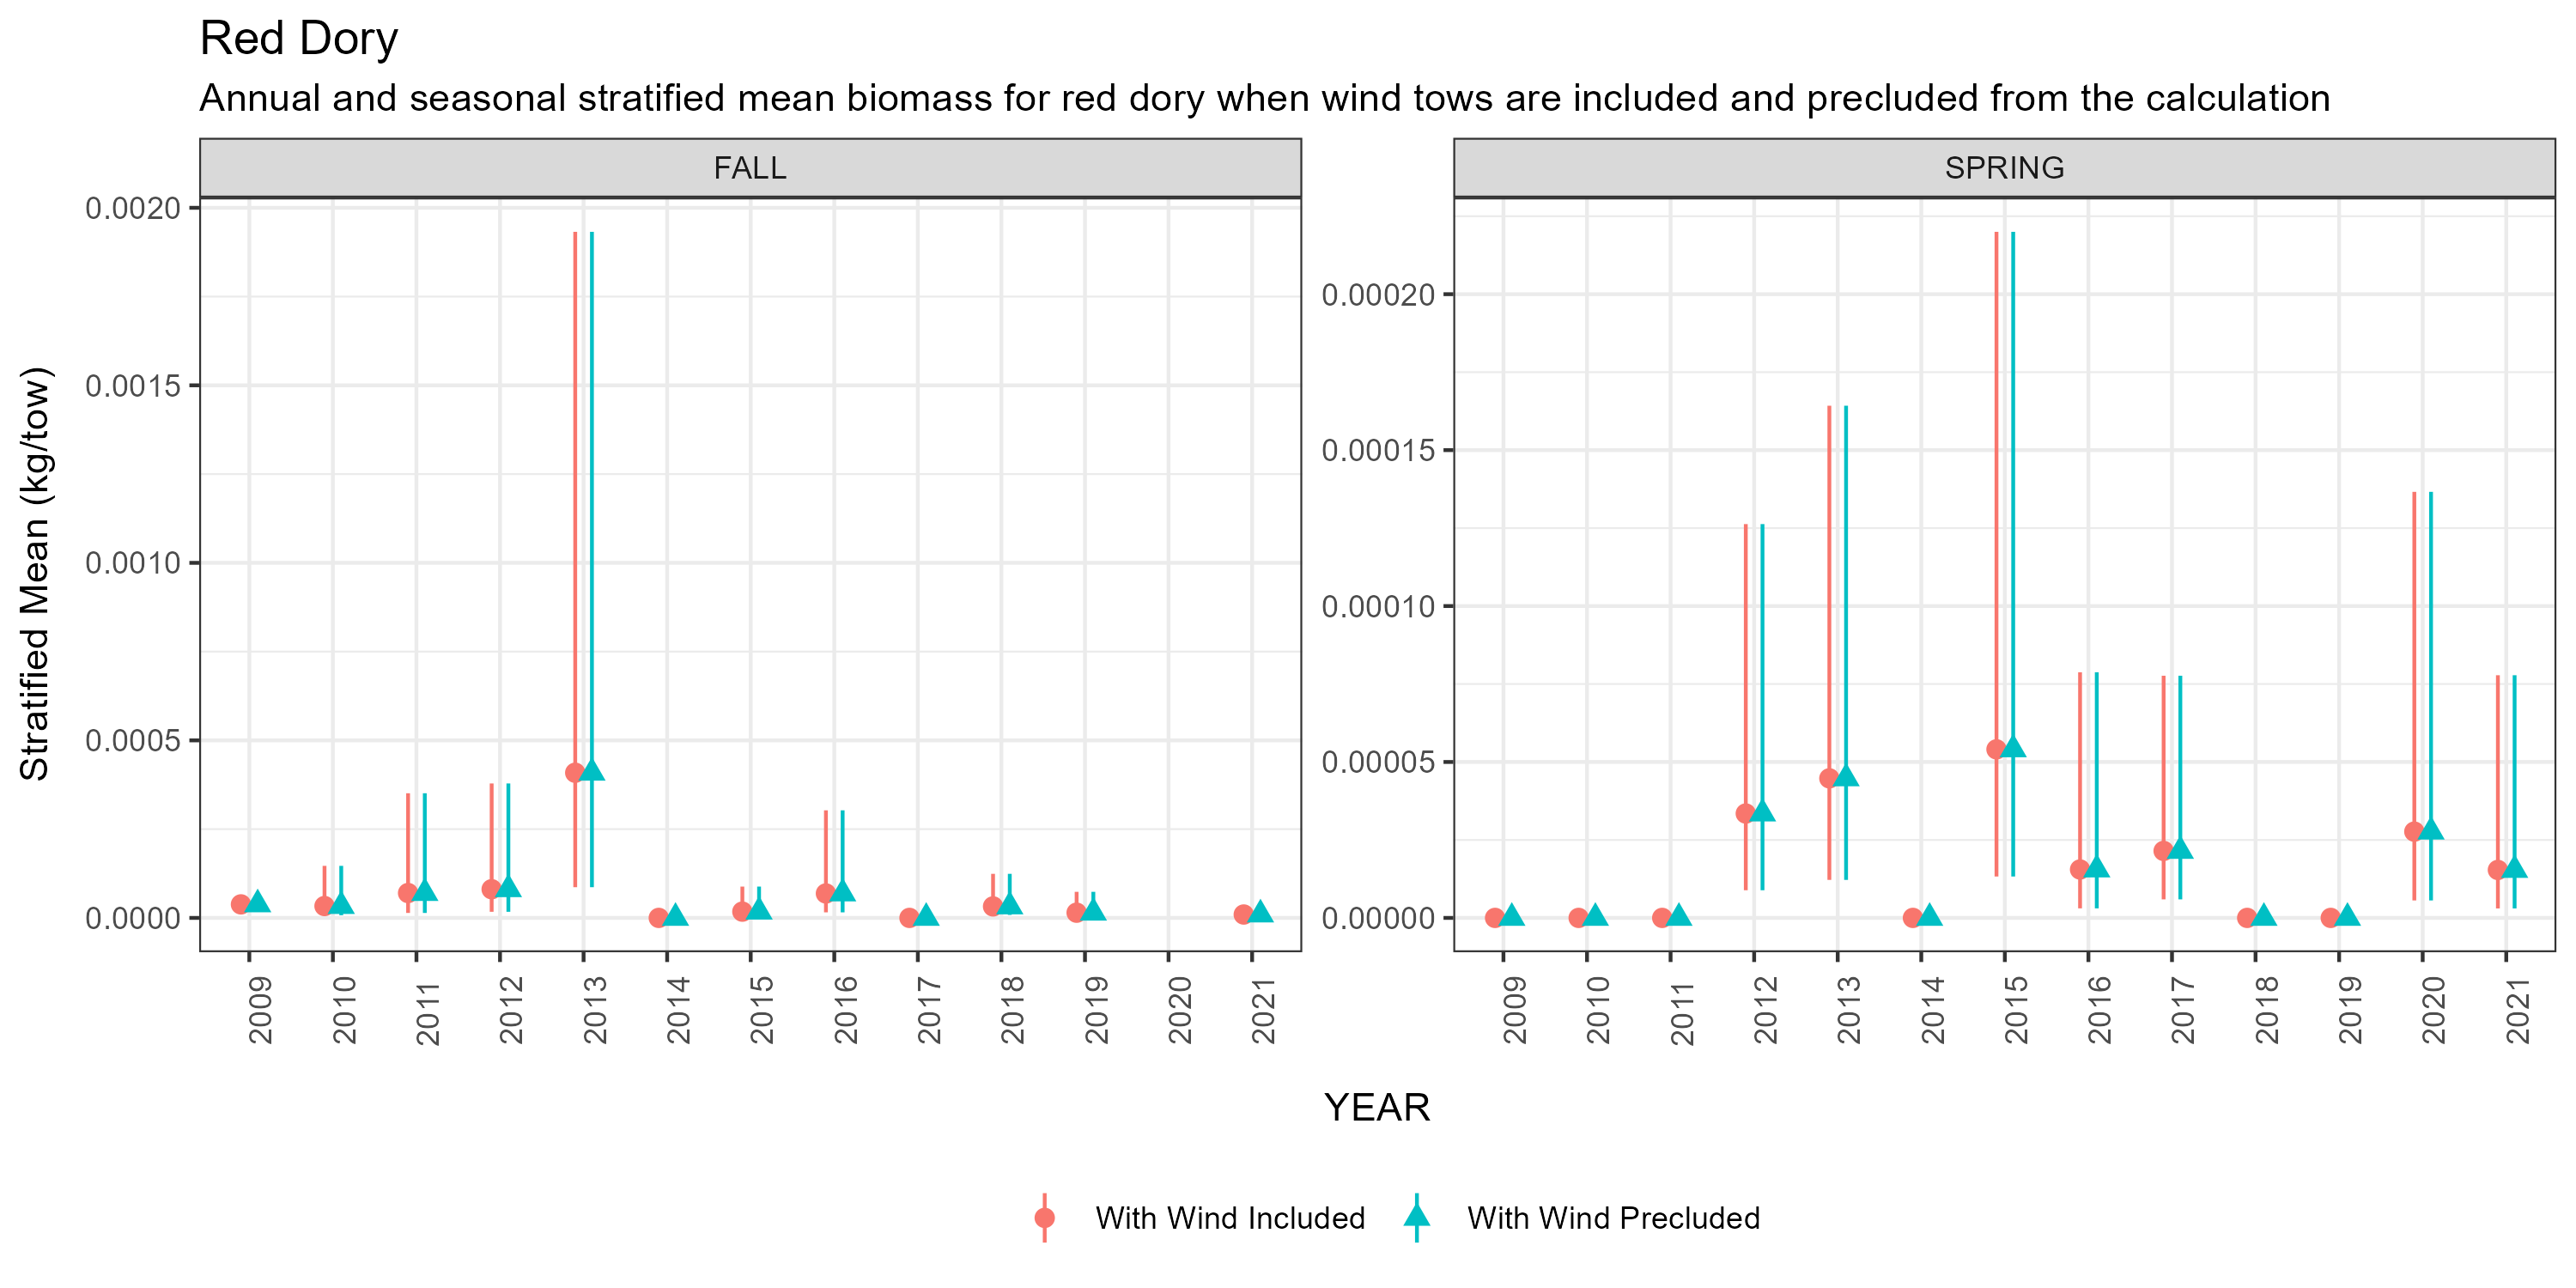 Red Dory
Annual and seasonal stratified mean biomass for red dory when wind tows are included and precluded from the calculation
FALL
SPRING
Stratified Mean (kg/tow)
0.0020
0.0015
0.0010
0.0005
0.0000
0.00020
0.00015
0.00010
0.00005
0.00000
2009 2010 2011 2012 2013 2014 2015 2016 2017 2018 2019 2020 2021
2009 2010 2011 2012 2013 2014 2015 2016 2017 2018 2019 2020 2021
YEAR
With Wind Included
With Wind Precluded